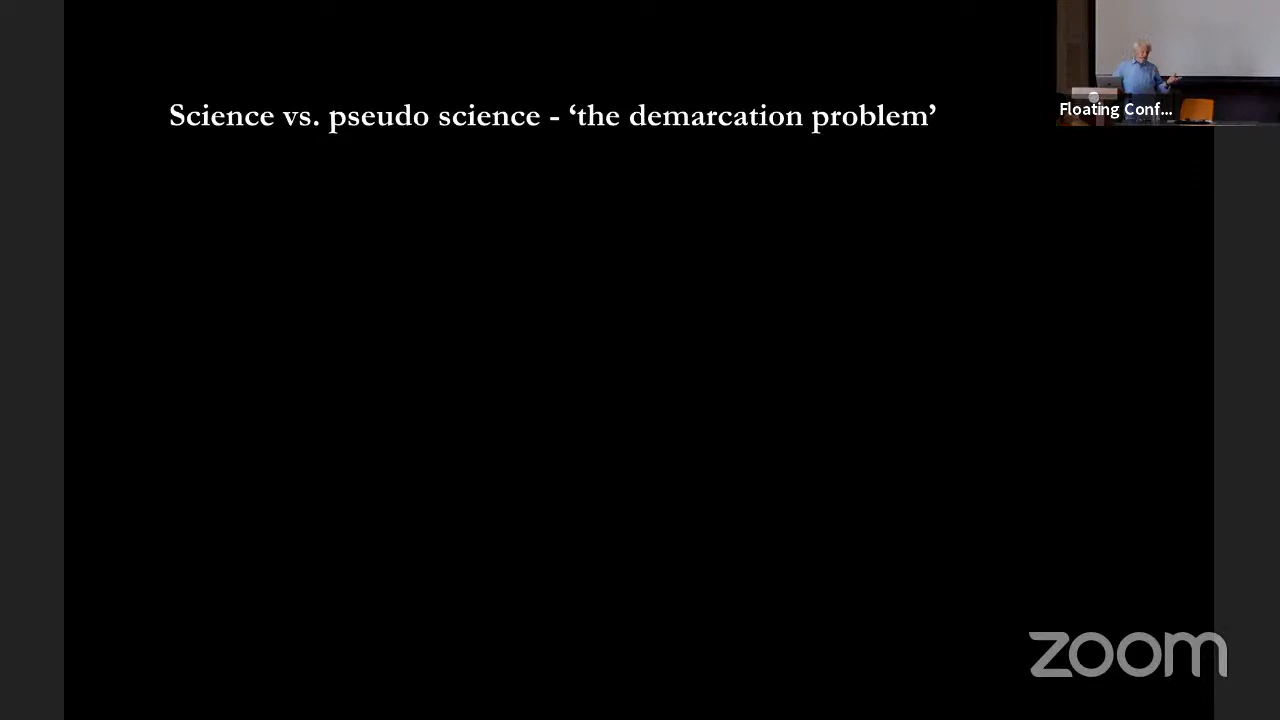 Science vs. pseudo science - ‘the demarcation problem’
Floating Conf...
zoom